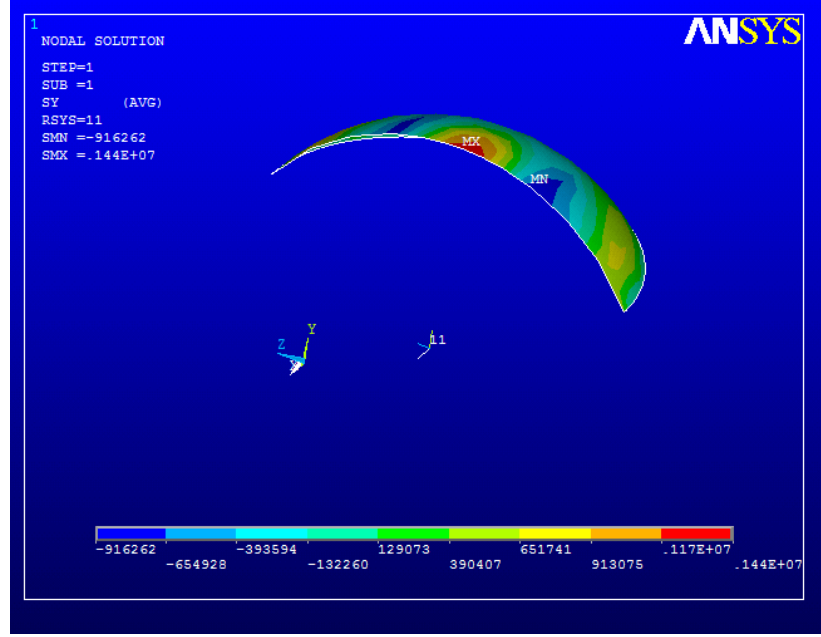 1
ANSYS
NODAL SOLUTION
STEP=1
SUB =1
SY (AVG)
RSYS=11
SMN =-916262
SMX =.144E+07
MX
MN
Y
Z
11
-916262 -393594 129073 651741 .117E+07
-654928 -132260 390407 913075 .144E+07